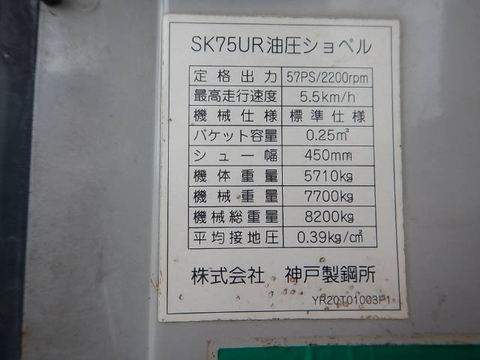 SK75UR油圧ショベル
定格出力 57PS/2200rpm
最高走行速度 5.5km/h
機械仕様 標準仕様
バケット容量 0.25m³
シュー幅 450mm
機体重量 5710kg
機械重量 7700kg
機械総重量 8200kg
平均接地圧 0.39kg/cm²
株式会社 神戸製鋼所
YR20T01003P1